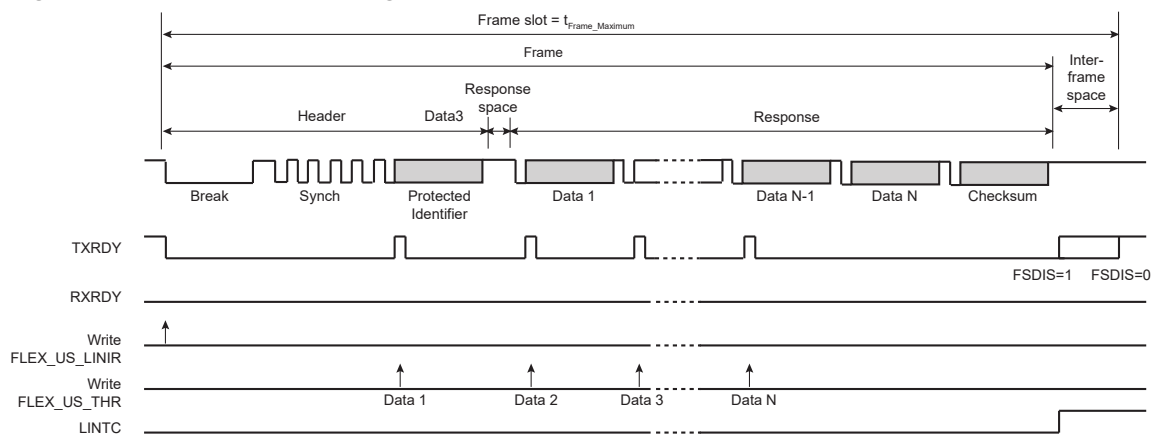 Frame slot = tFrame_Maximum
Frame
Inter-
frame
space
Response
space
Header
Data3
Response
Break
Synch
Protected
Identifier
Data 1
Data N-1
Data N
Checksum
TXRDY
FSDIS=1
FSDIS=0
RXRDY
Write
FLEX_US_LINIR
Write
FLEX_US_THR
Data 1
Data 2
Data 3
Data N
LINTC